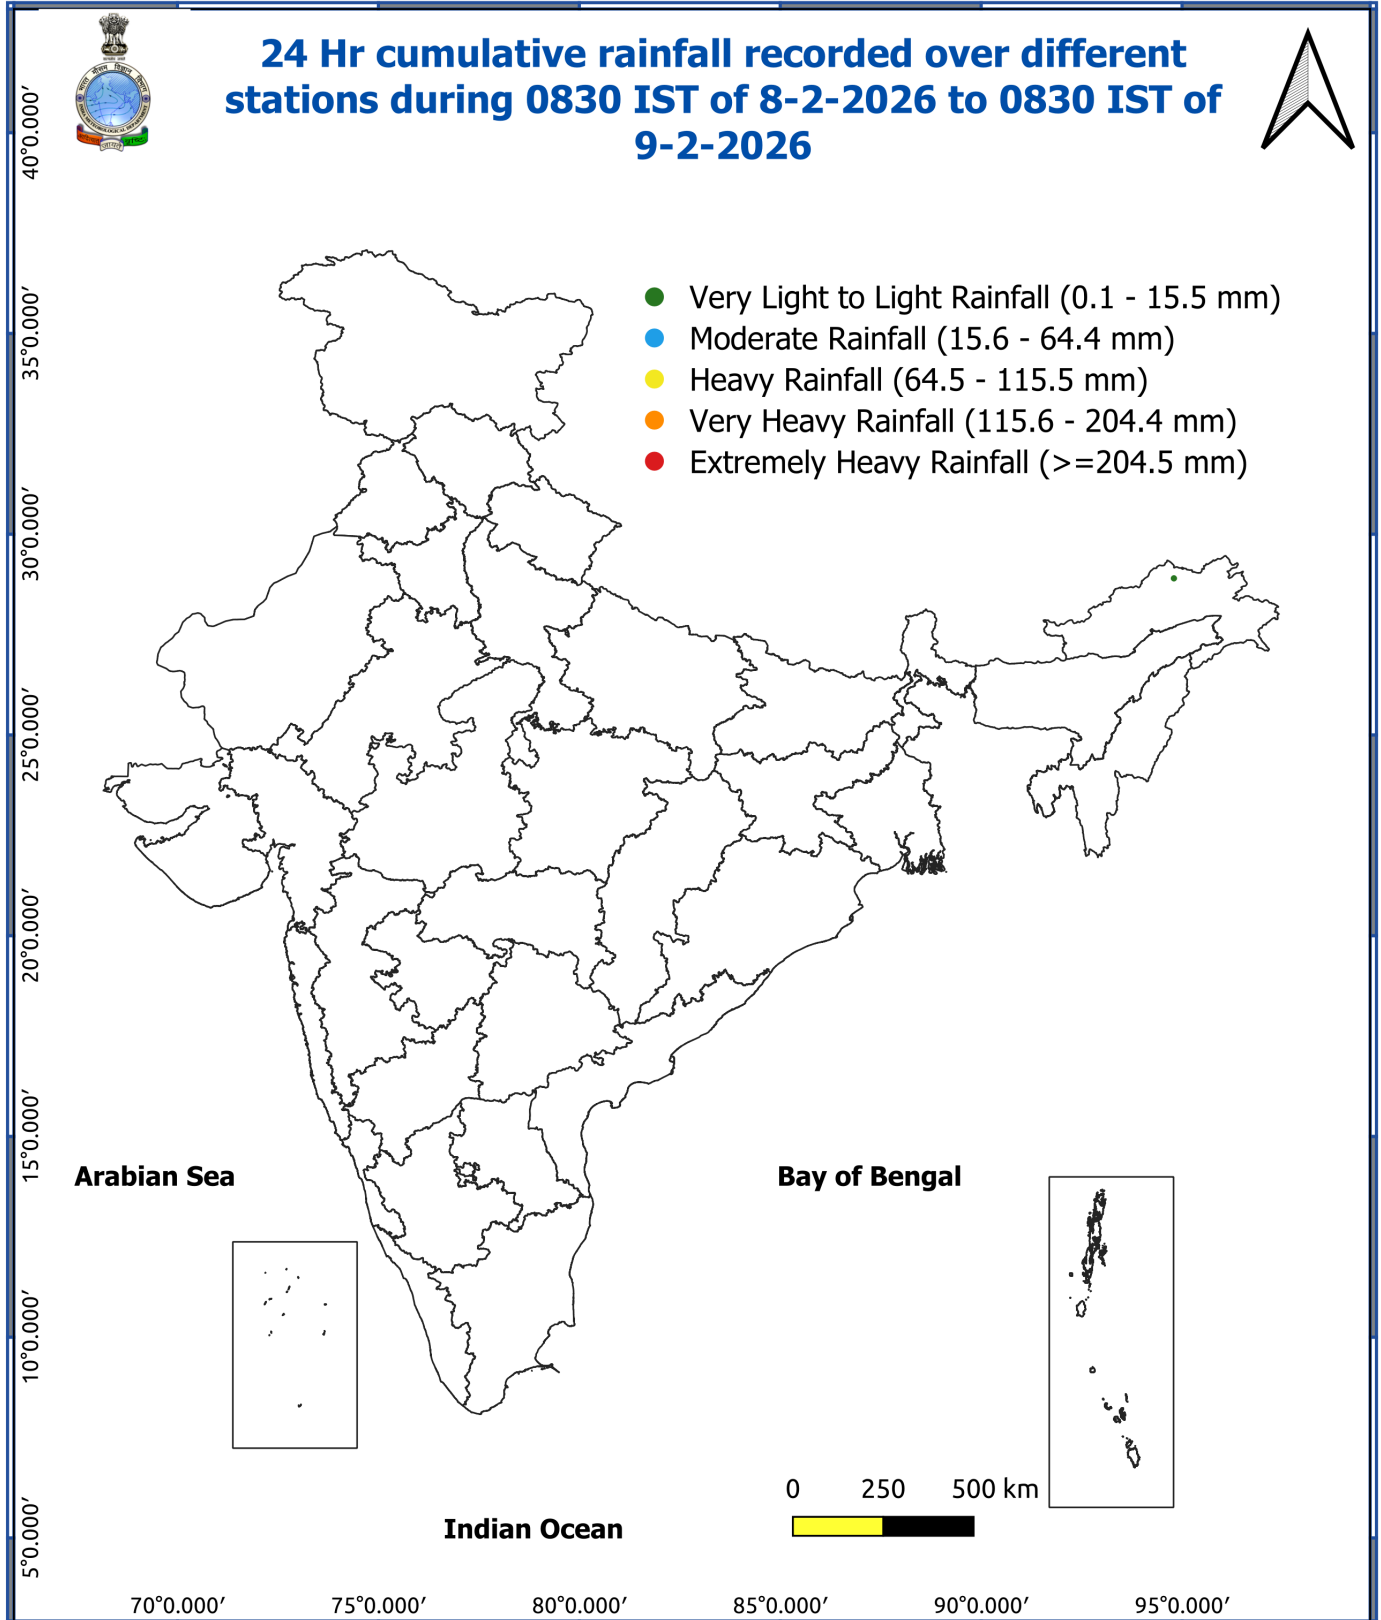 24 Hr cumulative rainfall recorded over different
stations during 0830 IST of 8-2-2026 to 0830 IST of
9-2-2026
Very Light to Light Rainfall (0.1 - 15.5 mm)
Moderate Rainfall (15.6 - 64.4 mm)
Heavy Rainfall (64.5 - 115.5 mm)
Very Heavy Rainfall (115.6 - 204.4 mm)
Extremely Heavy Rainfall (>=204.5 mm)
40°0.000′
35°0.000′
30°0.000′
25°0.000′
20°0.000′
15°0.000′
10°0.000′
5°0.000′
Arabian Sea
Bay of Bengal
Indian Ocean
0 250 500 km
70°0.000′ 75°0.000′ 80°0.000′ 85°0.000′ 90°0.000′ 95°0.000′